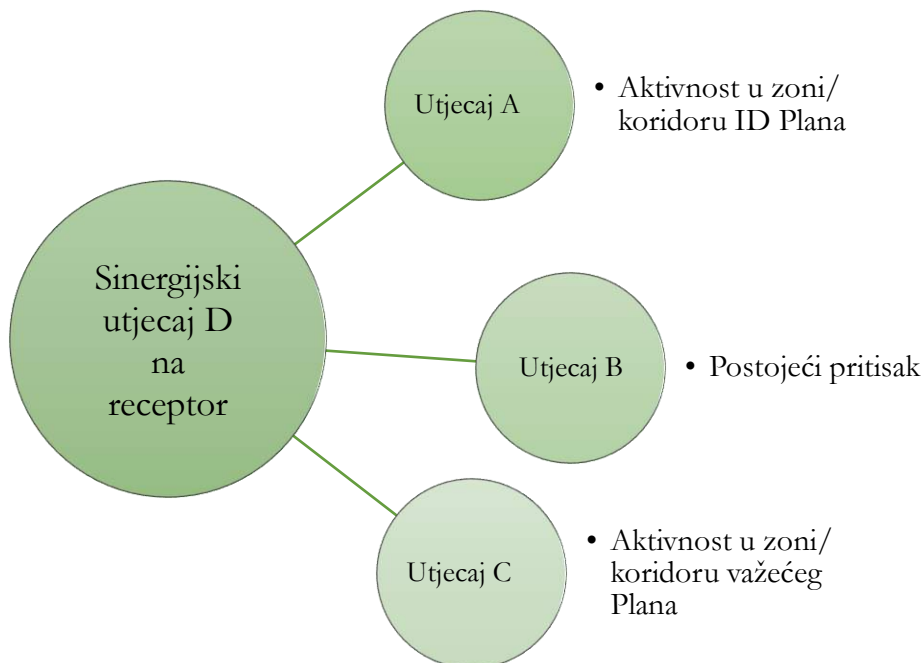 Utjecaj A
• Aktivnost u zoni/
koridoru ID Plana
Sinergijski
utjecaj D
na
receptor
Utjecaj B
• Postojeći pritisak
Utjecaj C
• Aktivnost u zoni/
koridoru važećeg
Plana